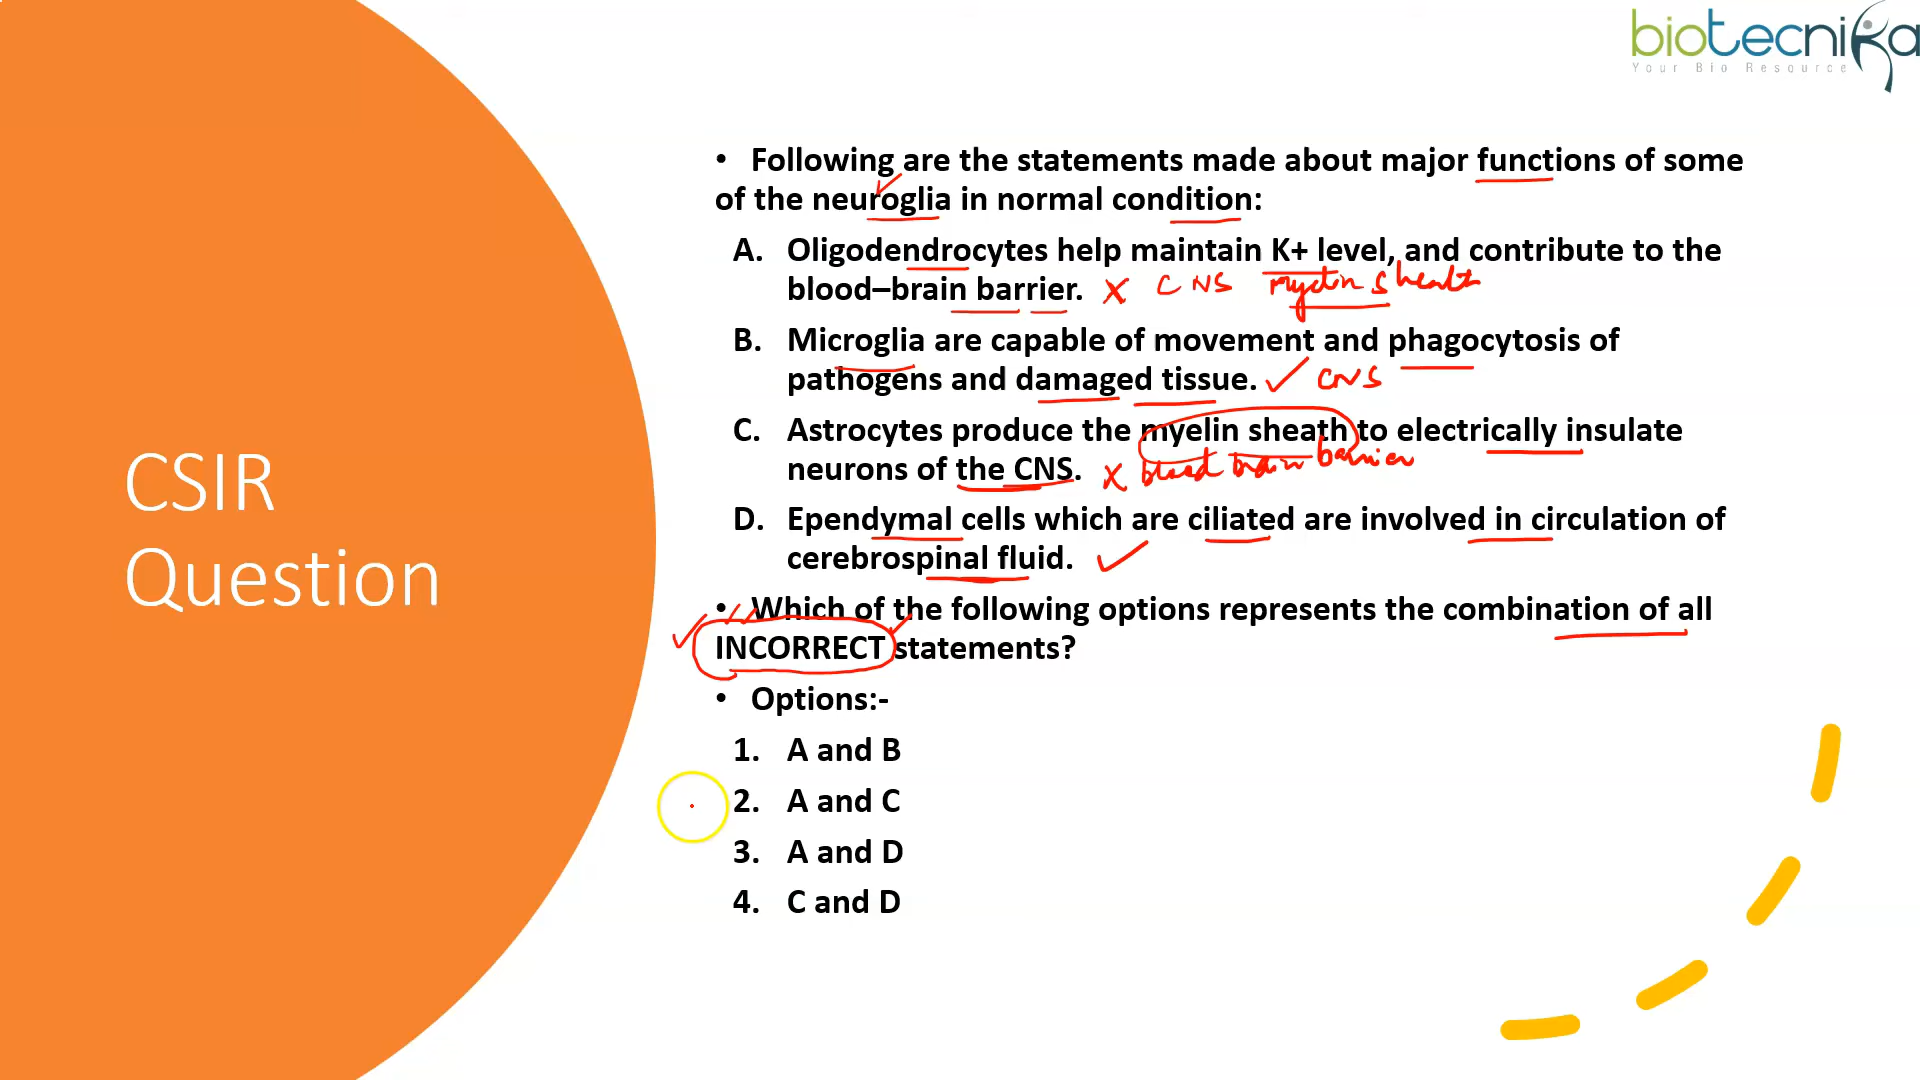 biotecnika
Your Bio Resource
CSIR
Question
• Following are the statements made about major functions of some
of the neuroglia in normal condition:
A. Oligodendrocytes help maintain K+ level, and contribute to the
blood–brain barrier. X CNS myelin sheath
B. Microglia are capable of movement and phagocytosis of
pathogens and damaged tissue. ✓ CNS
C. Astrocytes produce the myelin sheath to electrically insulate
neurons of the CNS. X blood brain barrier
D. Ependymal cells which are ciliated are involved in circulation of
cerebrospinal fluid. ✓
• Which of the following options represents the combination of all
INCORRECT statements?
• Options:-
1. A and B
2. A and C
3. A and D
4. C and D